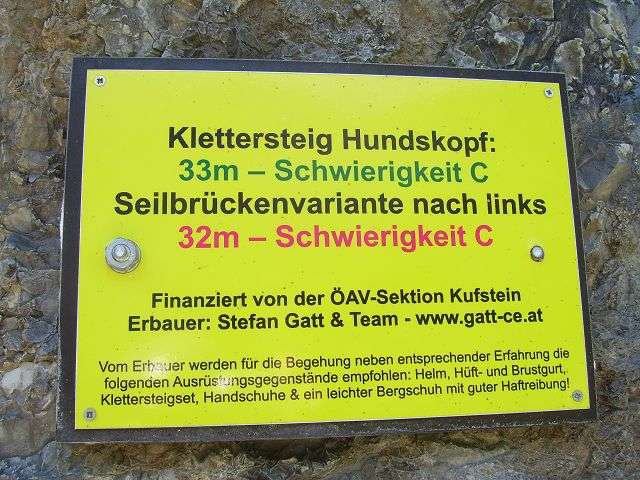 Klettersteig Hundskopf:
33m – Schwierigkeit C
Seilbrückenvariante nach links
32m – Schwierigkeit C
Finanziert von der ÖAV-Sektion Kufstein
Erbauer: Stefan Gatt & Team - www.gatt-ce.at
Vom Erbauer werden für die Begehung neben entsprechender Erfahrung die
folgenden Ausrüstungsgegenstände empfohlen: Helm, Hüft- und Brustgurt,
Klettersteigset, Handschuhe & ein leichter Bergschuh mit guter Haftreibung!